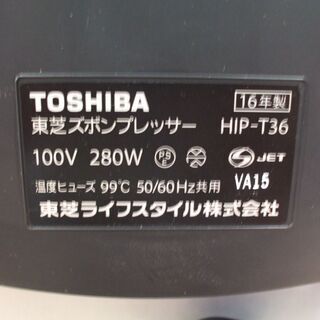 TOSHIBA 16年製
東芝ズボンプレッサー HIP-T36
100V 280W PS E S JET
温度ヒューズ 99℃ 50/60Hz共用 VA15
東芝ライフスタイル株式会社